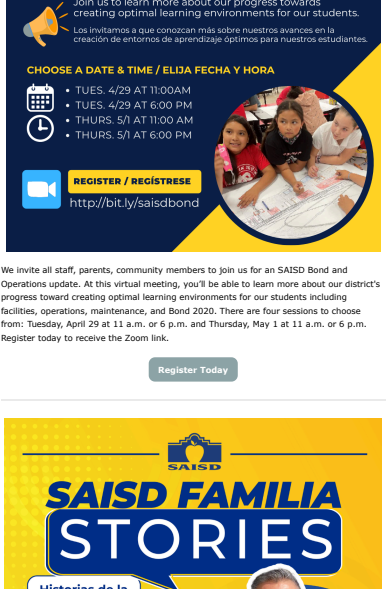 Join us to learn more about our progress towards
creating optimal learning environments for our students.
Los invitamos a que conozcan más sobre nuestros avances en la
creación de entornos de aprendizaje óptimos para nuestros estudiantes.
CHOOSE A DATE & TIME / ELIJA FECHA Y HORA
• TUES. 4/29 AT 11:00AM
• TUES. 4/29 AT 6:00 PM
• THURS. 5/1 AT 11:00 AM
• THURS. 5/1 AT 6:00 PM
REGISTER / REGÍSTRESE
http://bit.ly/saisdbond
We invite all staff, parents, community members to join us for an SAISD Bond and
Operations update. At this virtual meeting, you'll be able to learn more about our district's
progress toward creating optimal learning environments for our students including
facilities, operations, maintenance, and Bond 2020. There are four sessions to choose
from: Tuesday, April 29 at 11 a.m. or 6 p.m. and Thursday, May 1 at 11 a.m. or 6 p.m.
Register today to receive the Zoom link.
Register Today
SAISD
SAISD FAMILIA
STORIES
Historias de la